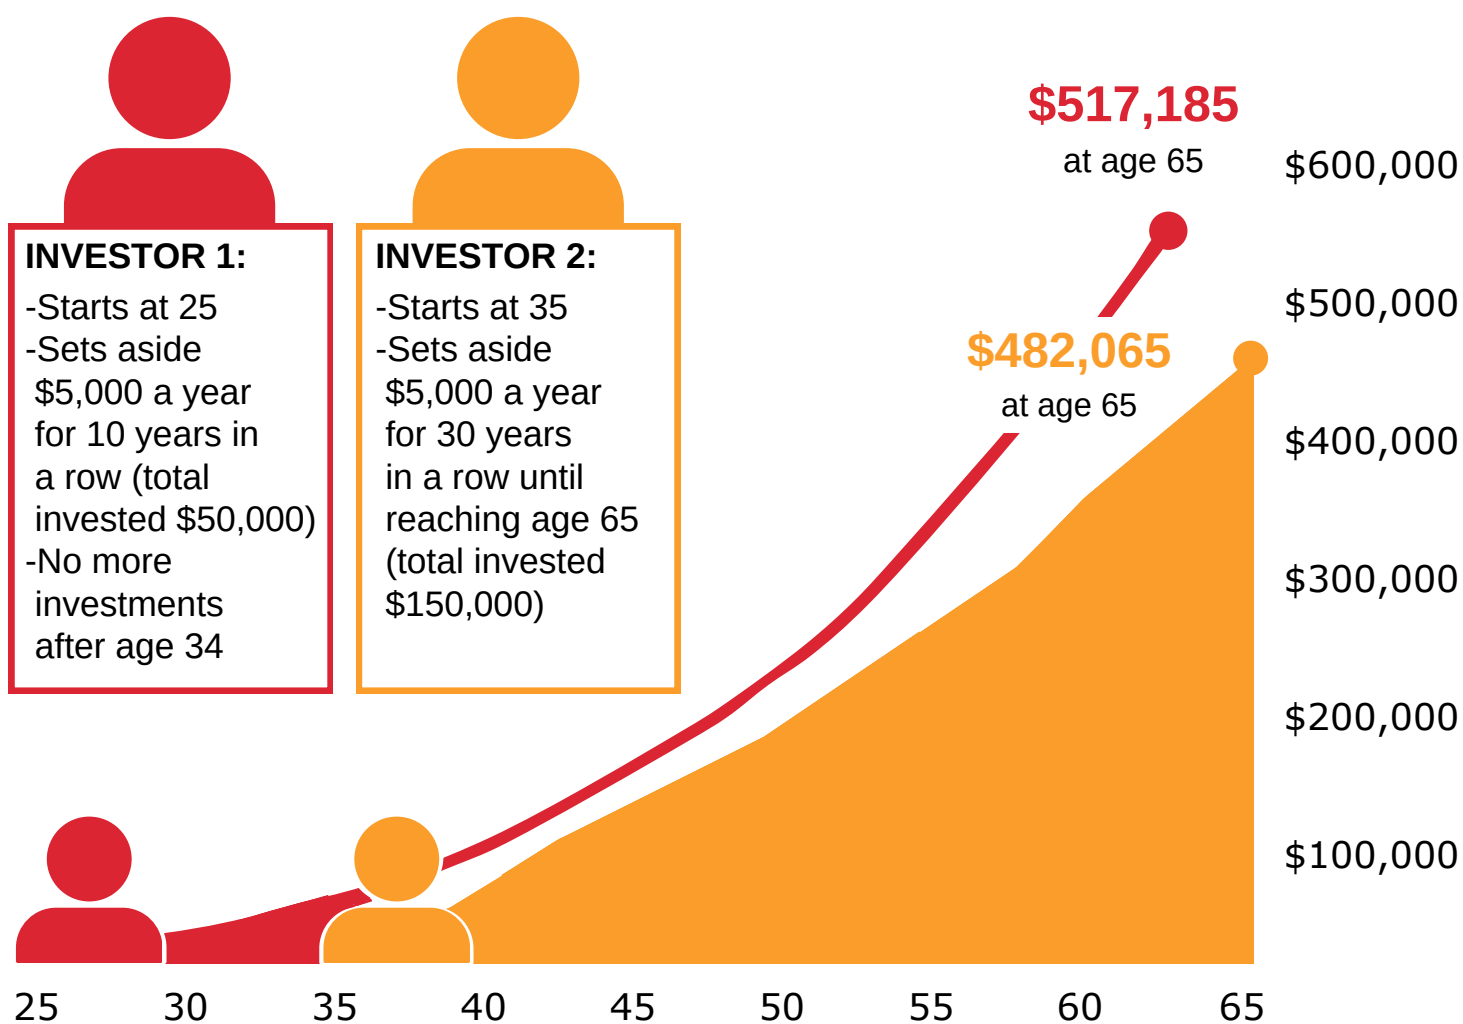 INVESTOR 1:
-Starts at 25
-Sets aside
$5,000 a year
for 10 years in
a row (total
invested $50,000)
-No more
investments
after age 34
INVESTOR 2:
-Starts at 35
-Sets aside
$5,000 a year
for 30 years
in a row until
reaching age 65
(total invested
$150,000)
$517,185
at age 65
$482,065
at age 65
$600,000
$500,000
$400,000
$300,000
$200,000
$100,000
25 30 35 40 45 50 55 60 65